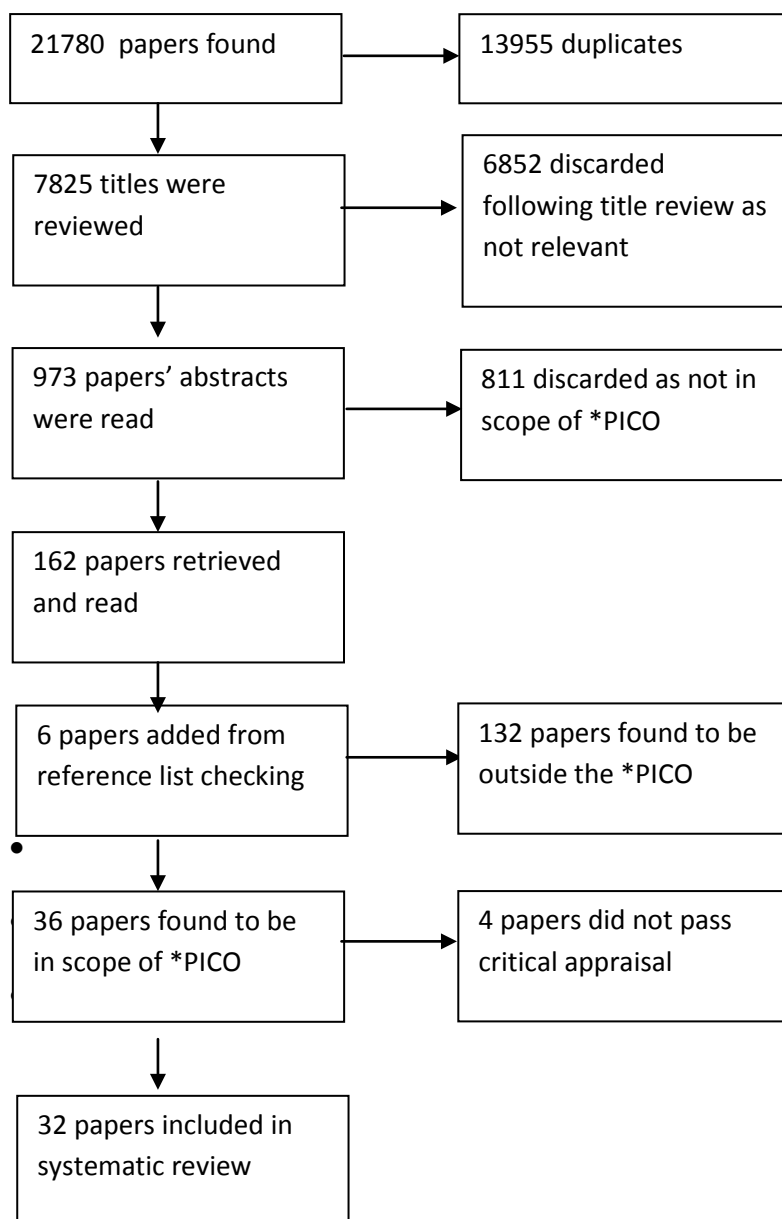 21780 papers found
13955 duplicates
7825 titles were
reviewed
6852 discarded
following title review as
not relevant
973 papers’ abstracts
were read
811 discarded as not in
scope of *PICO
162 papers retrieved
and read
6 papers added from
reference list checking
132 papers found to be
outside the *PICO
36 papers found to be
in scope of *PICO
4 papers did not pass
critical appraisal
32 papers included in
systematic review